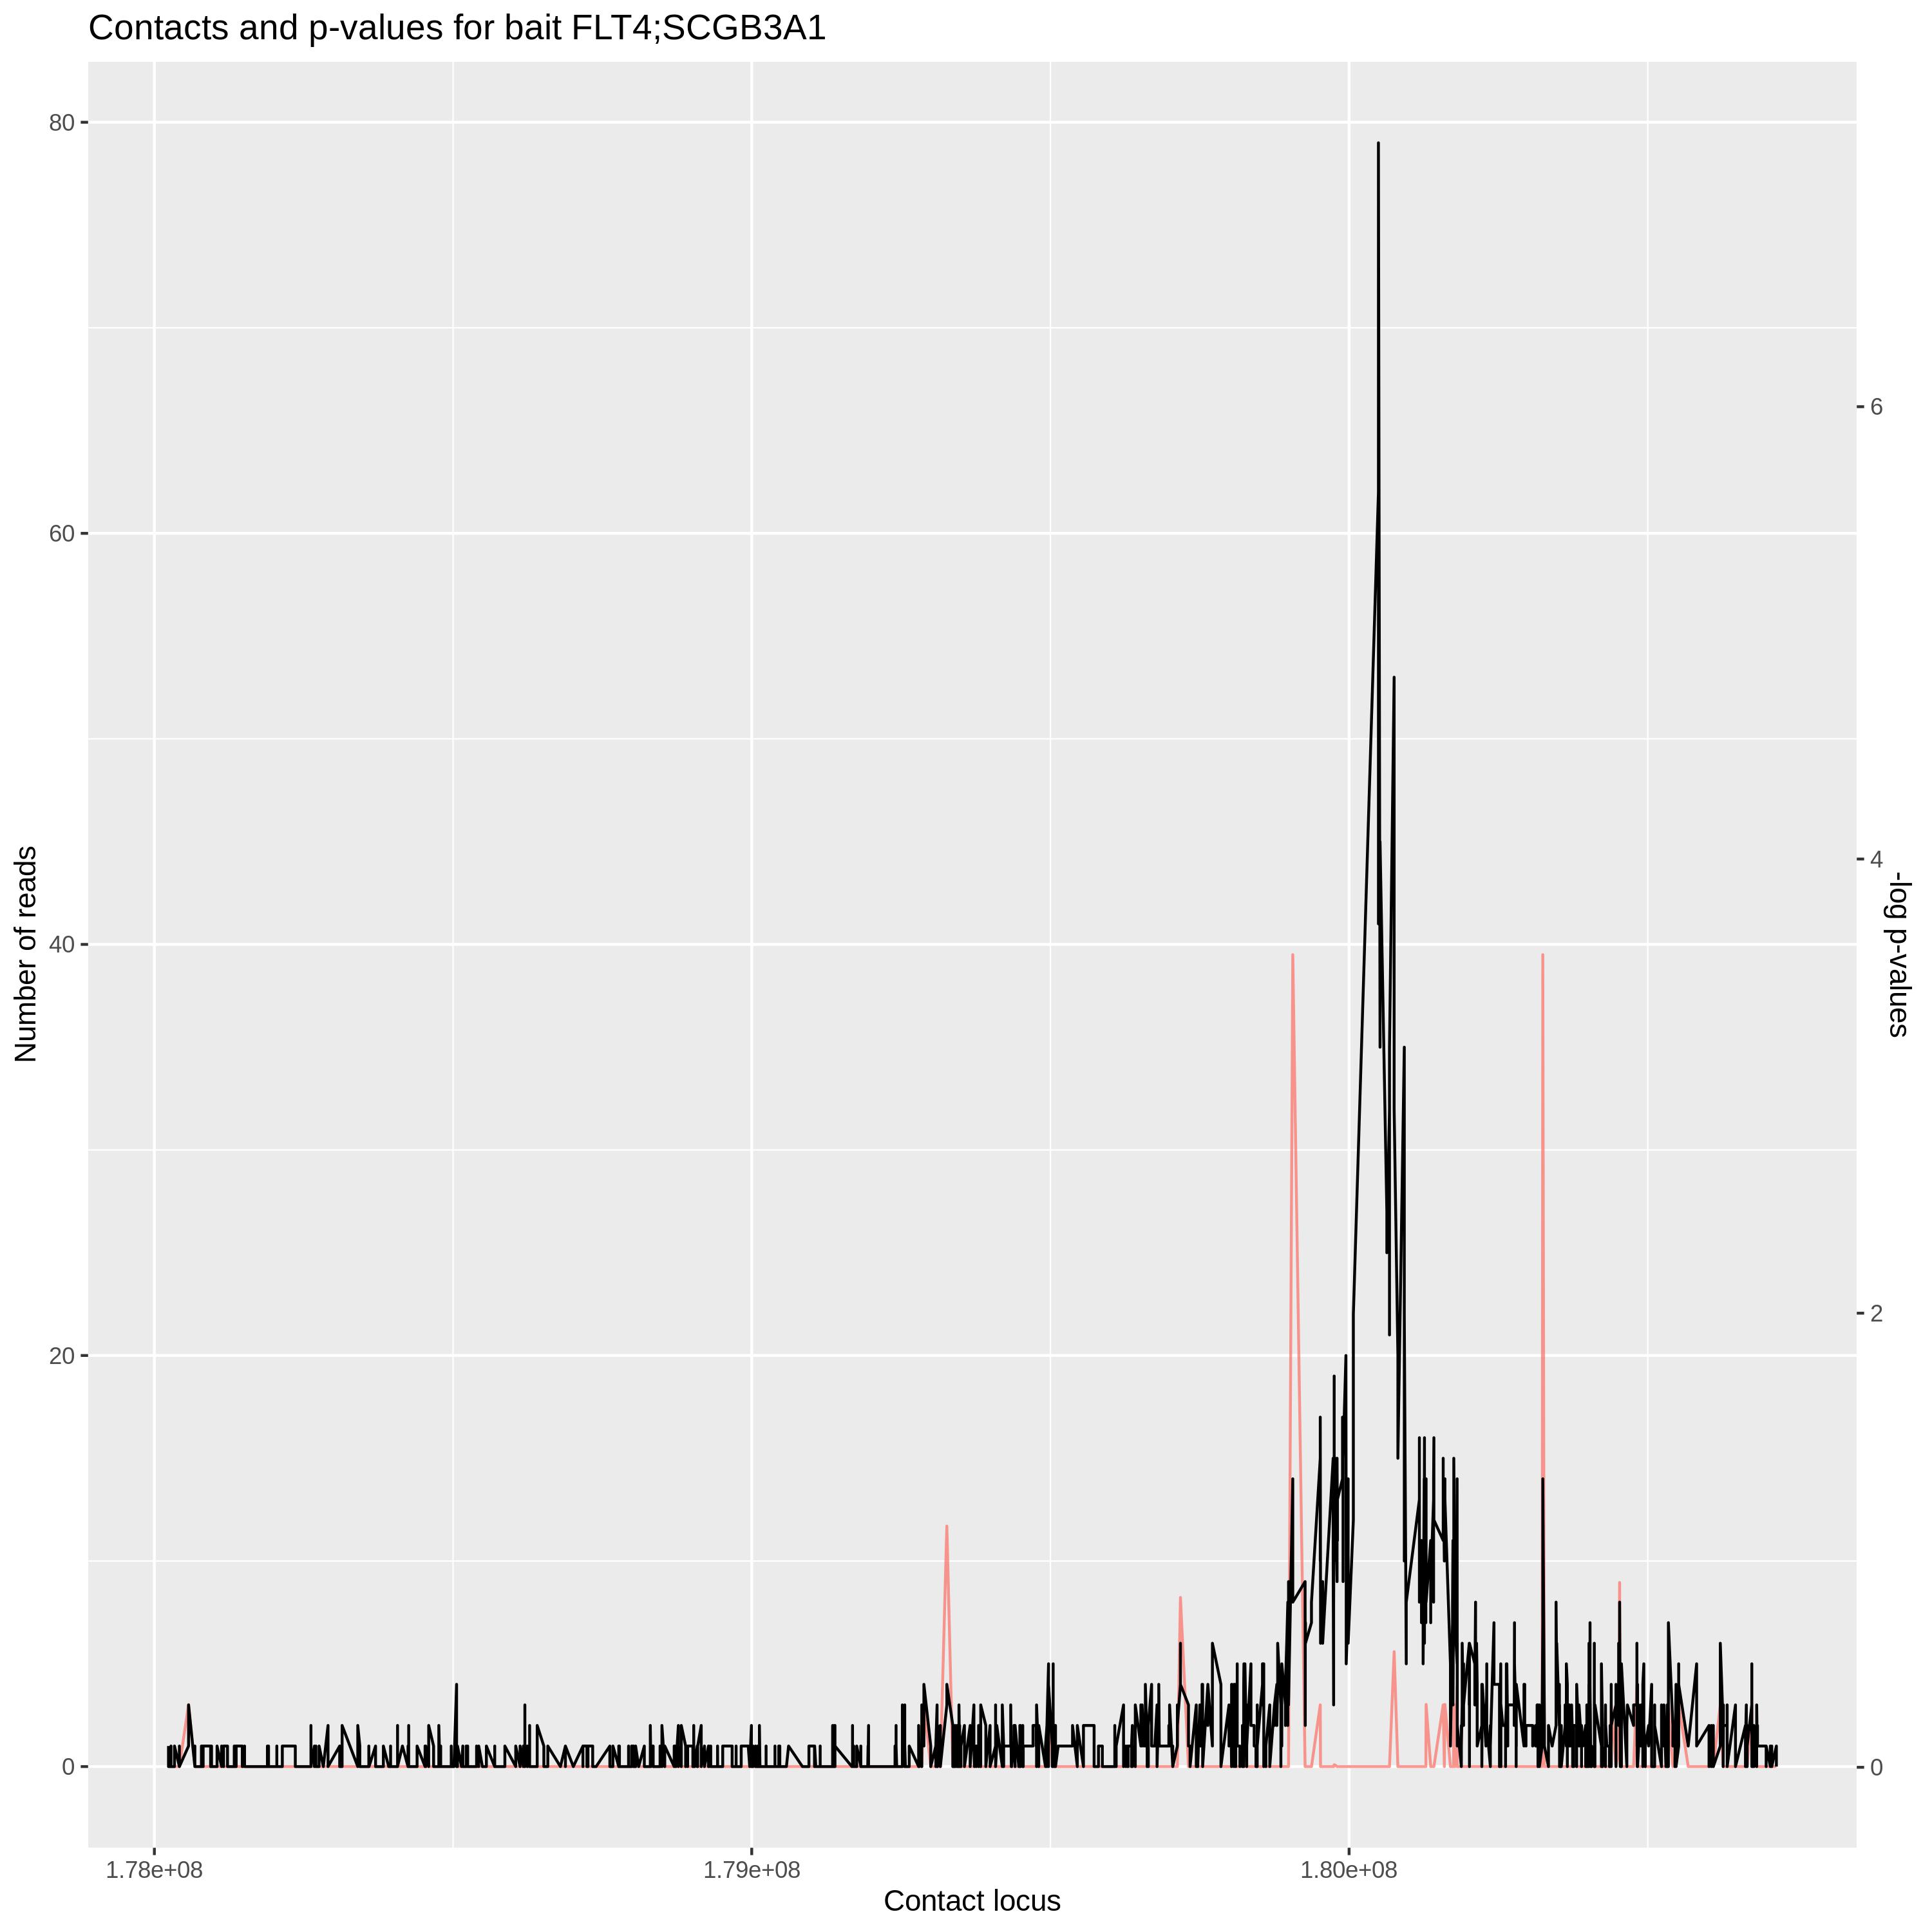 Contacts and p-values for bait FLT4;SCGB3A1
80
60
40
20
0
Number of reads
6
4
2
0
-log p-values
1.78e+08
1.79e+08
1.80e+08
Contact locus